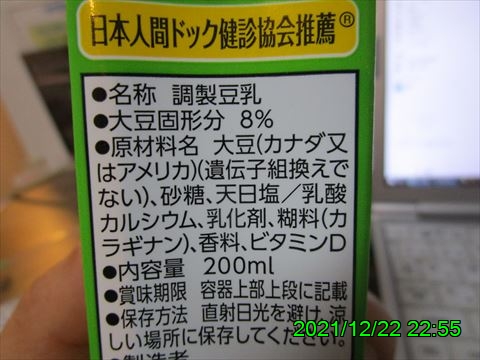 日本人間ドック健診協会推薦®
●名称 調製豆乳
●大豆固形分 8%
●原材料名 大豆(カナダ又
はアメリカ)(遺伝子組換えで
ない)、砂糖、天日塩／乳酸
カルシウム、乳化剤、糊料(カ
ラギナン)、香料、ビタミンD
●内容量 200ml
●賞味期限 容器上部上段に記載
●保存方法 直射日光を避け、涼
しい場所に保存してください。
●製造者
2021/12/22 22:55